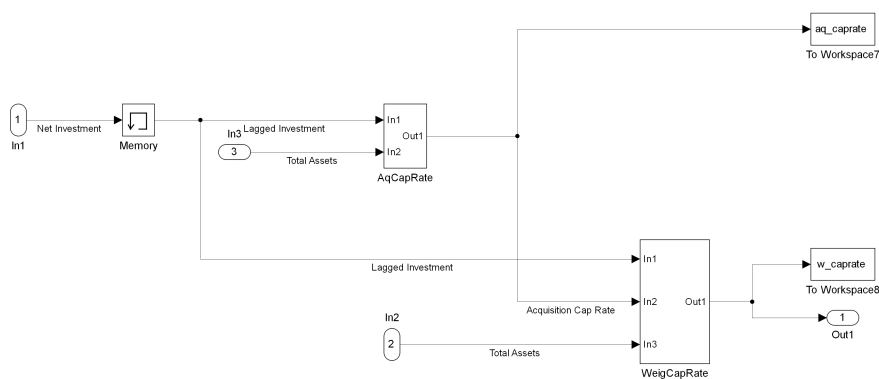 aq_caprate
To Workspace7
1
Net Investment
In1
Memory
Lagged Investment
In3
3
Total Assets
In1
In2
Out1
AqCapRate
Lagged Investment
In1
In2
In3
Out1
WeigCapRate
Acquisition Cap Rate
In2
2
Total Assets
w_caprate
To Workspace8
1
Out1